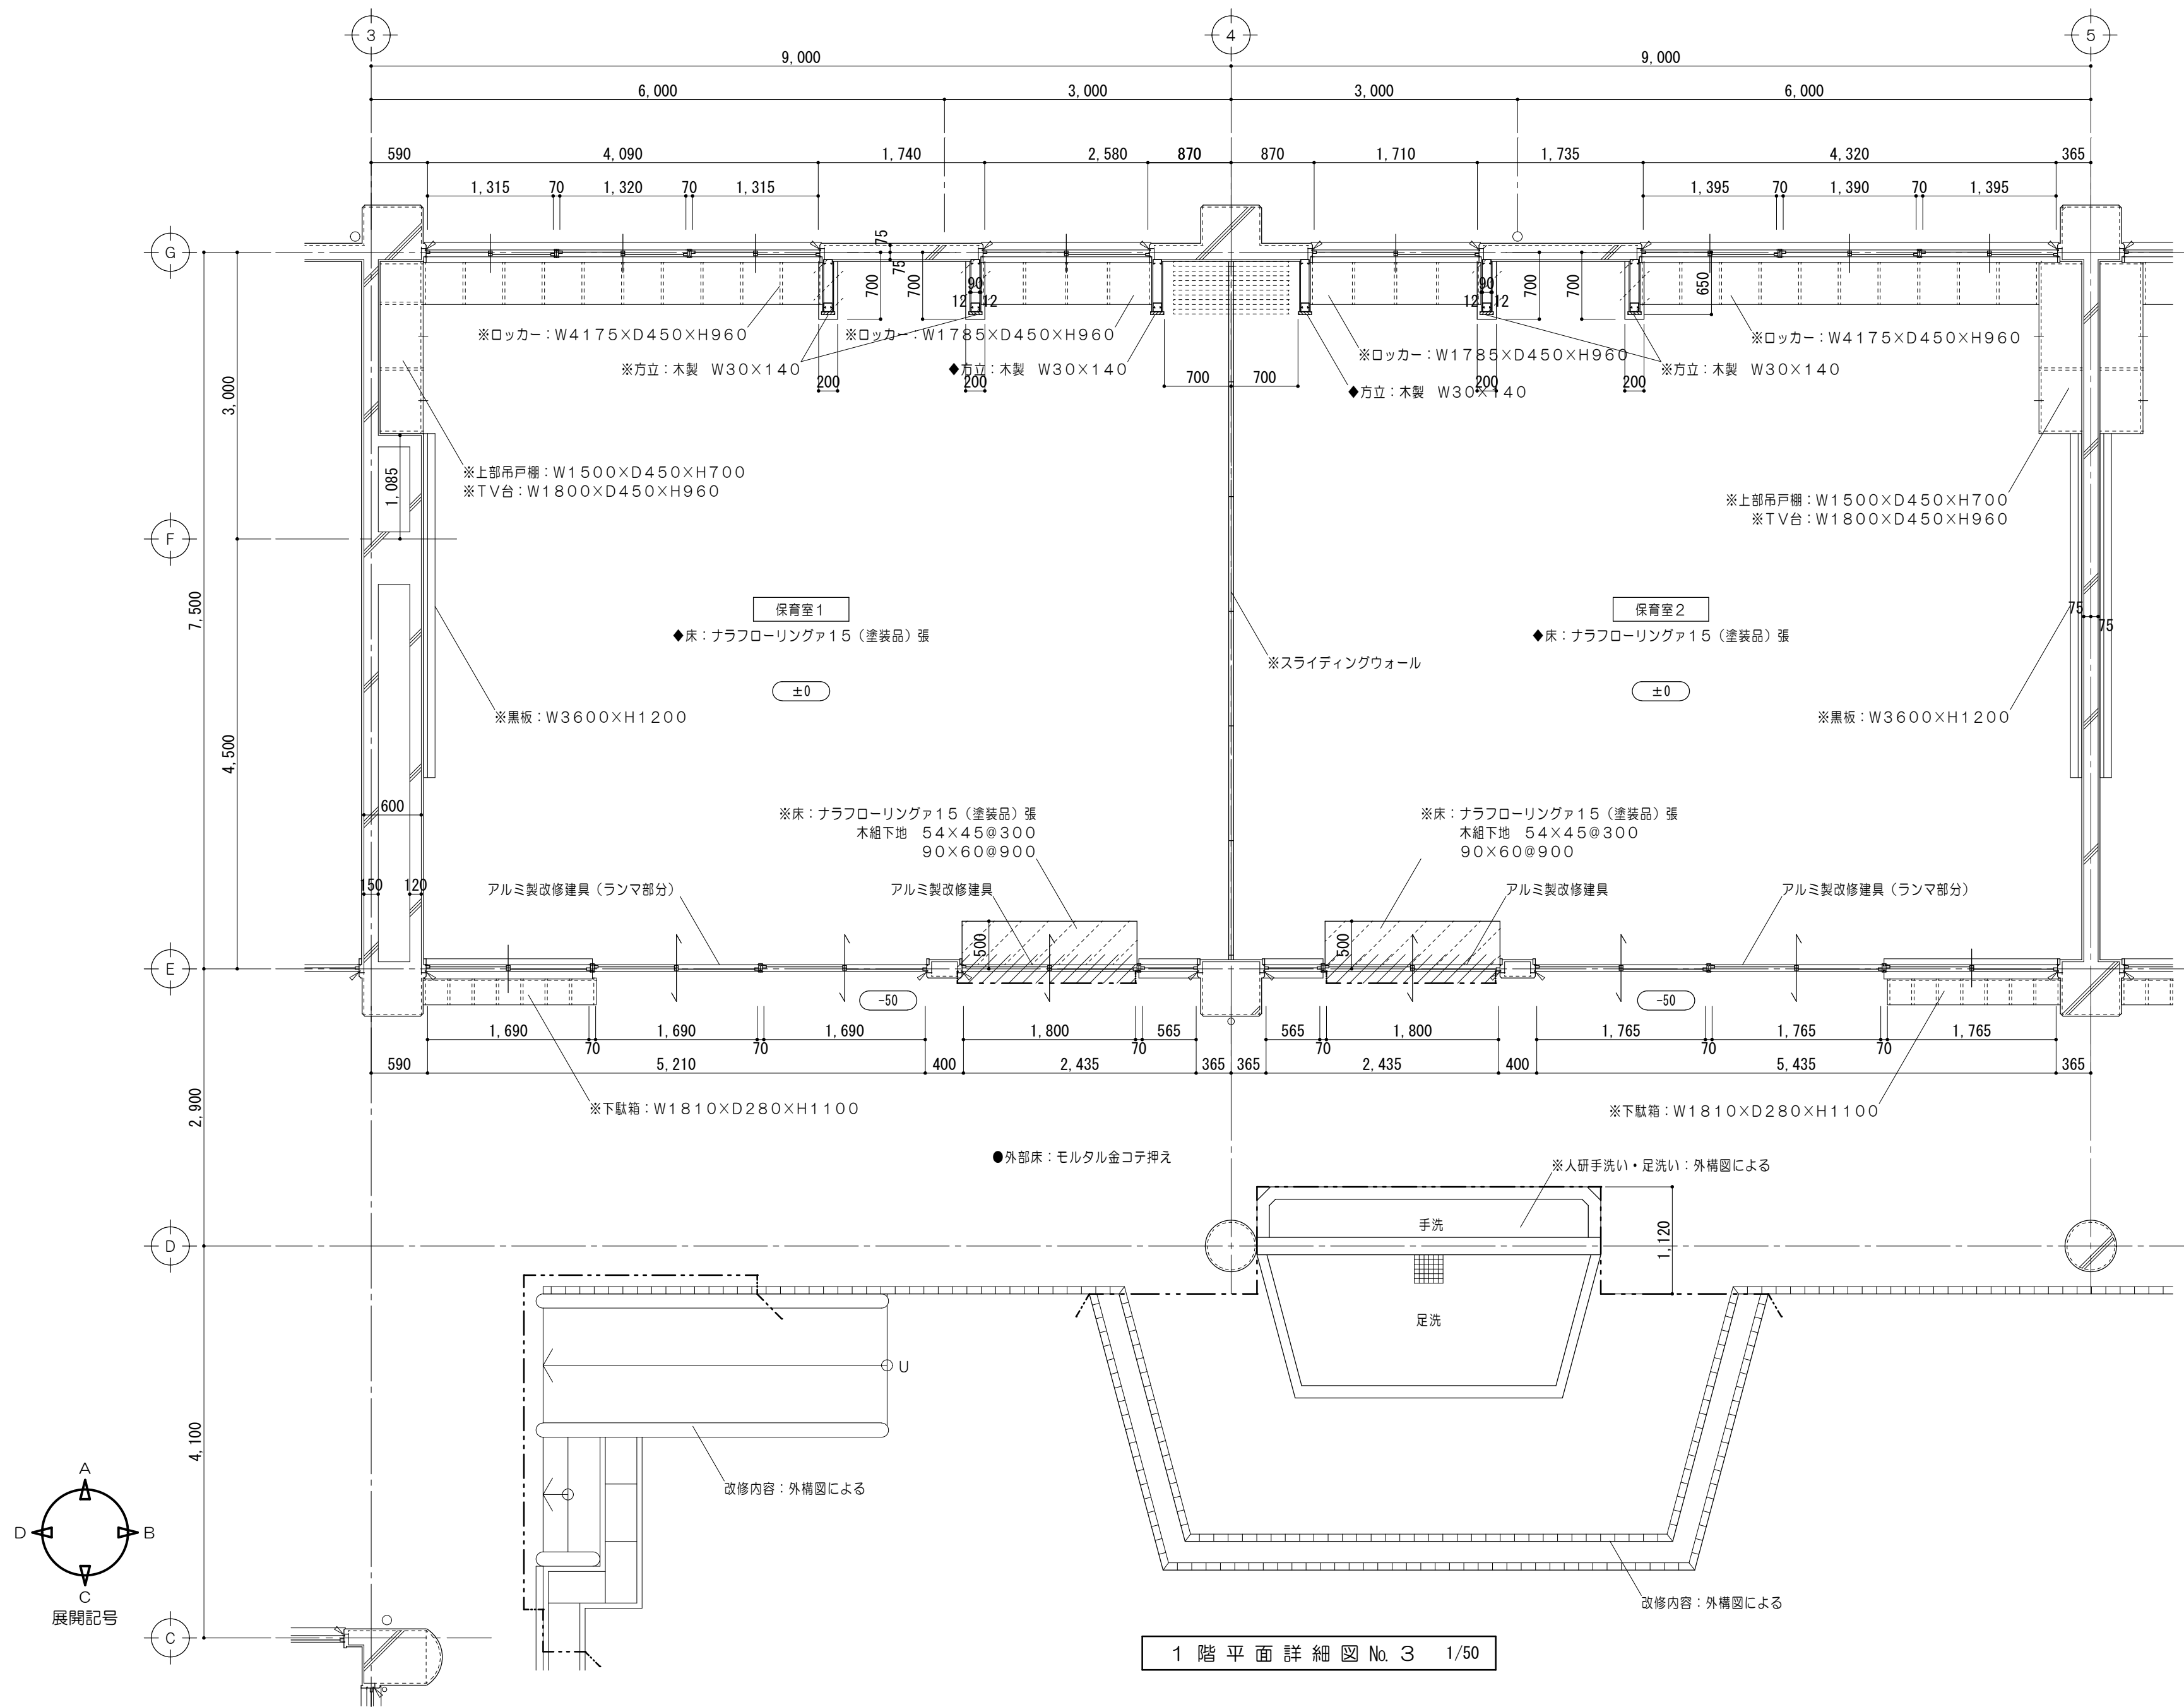 3
4
5
9,000
9,000
6,000
3,000
3,000
6,000
590
4,090
1,740
2,580
870
870
1,710
1,735
4,320
365
1,315
70
1,320
70
1,315
1,395
70
1,390
70
1,395
G
75
75
700
700
90
12
12
90
12
12
700
700
650
※ロッカー：W4175×D450×H960
※ロッカー：W1785×D450×H960
※ロッカー：W1785×D450×H960
※ロッカー：W4175×D450×H960
※方立：木製 W30×140
◆方立：木製 W30×140
◆方立：木製 W30×140
※方立：木製 W30×140
200
200
700
700
200
200
3,000
1,085
※上部吊戸棚：W1500×D450×H700
※TV台：W1800×D450×H960
※上部吊戸棚：W1500×D450×H700
※TV台：W1800×D450×H960
F
7,500
保育室1
◆床：ナラフローリングァ15（塗装品）張
±0
保育室2
◆床：ナラフローリングァ15（塗装品）張
±0
75
75
※スライディングウォール
※黒板：W3600×H1200
※黒板：W3600×H1200
4,500
600
※床：ナラフローリングァ15（塗装品）張
木組下地 54×45@300
90×60@900
※床：ナラフローリングァ15（塗装品）張
木組下地 54×45@300
90×60@900
150
120
アルミ製改修建具（ランマ部分）
アルミ製改修建具
アルミ製改修建具
アルミ製改修建具（ランマ部分）
500
500
E
-50
-50
1,690
70
1,690
70
1,690
1,800
70
565
565
70
1,800
1,765
70
1,765
70
1,765
590
5,210
400
2,435
365
365
2,435
400
5,435
365
2,900
※下駄箱：W1810×D280×H1100
※下駄箱：W1810×D280×H1100
●外部床：モルタル金コテ押え
※人研手洗い・足洗い：外構図による
手洗
1,120
D
足洗
U
4,100
改修内容：外構図による
改修内容：外構図による
A
D
B
C
展開記号
C
1階平面詳細図№3 1/50